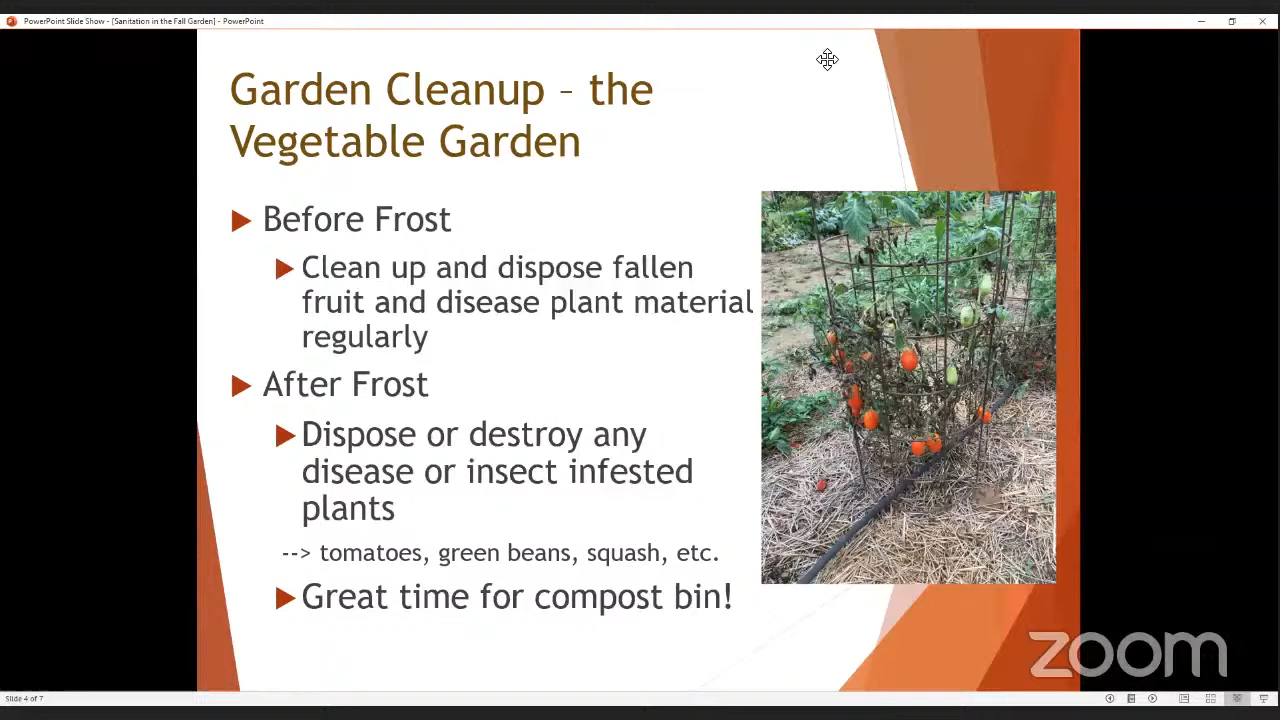 PowerPoint Slide Show - [Sanitation in the Fall Garden] - PowerPoint
Garden Cleanup – the
Vegetable Garden
Before Frost
Clean up and dispose fallen
fruit and disease plant material
regularly
After Frost
Dispose or destroy any
disease or insect infested
plants
--> tomatoes, green beans, squash, etc.
Great time for compost bin!
zoom
Slide 4 of 7